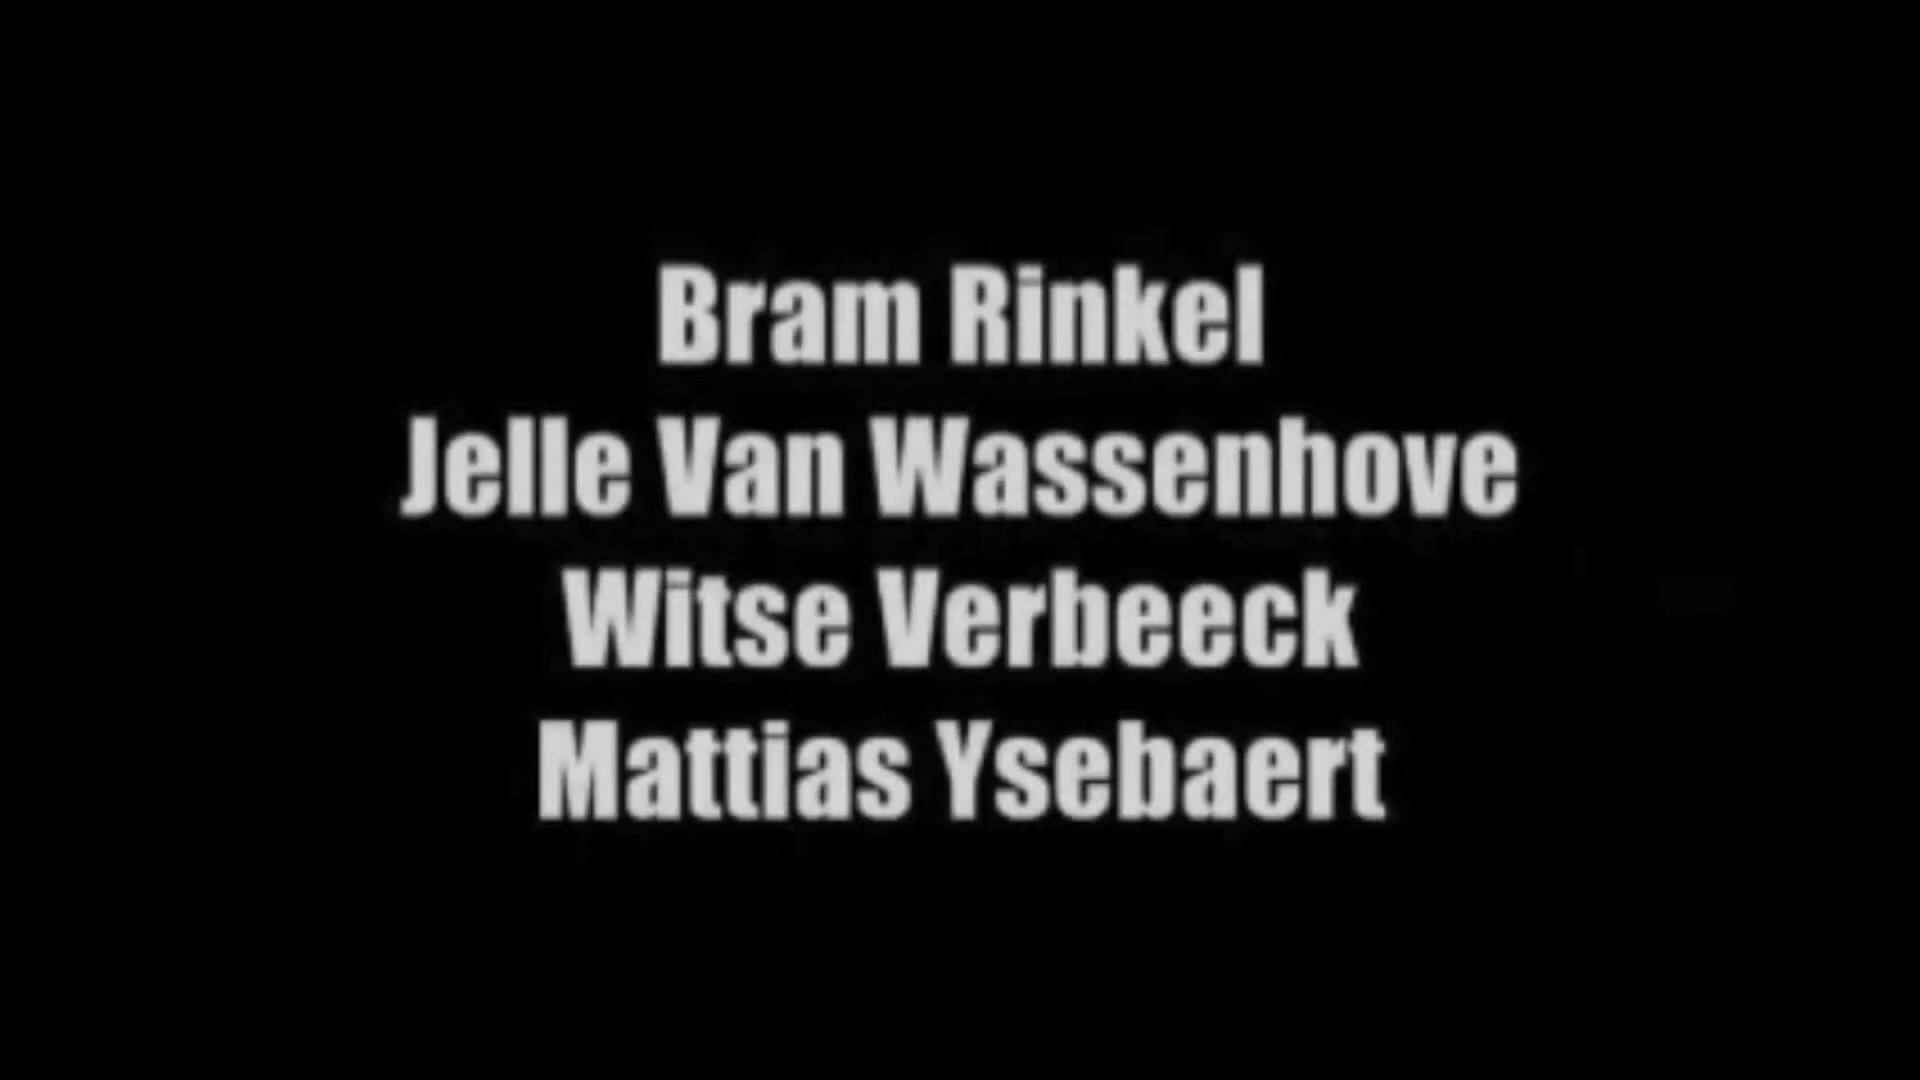 Bram Rinkel
Jelle Van Wassenhove
Witse Verbeeck
Mattias Ysebaert